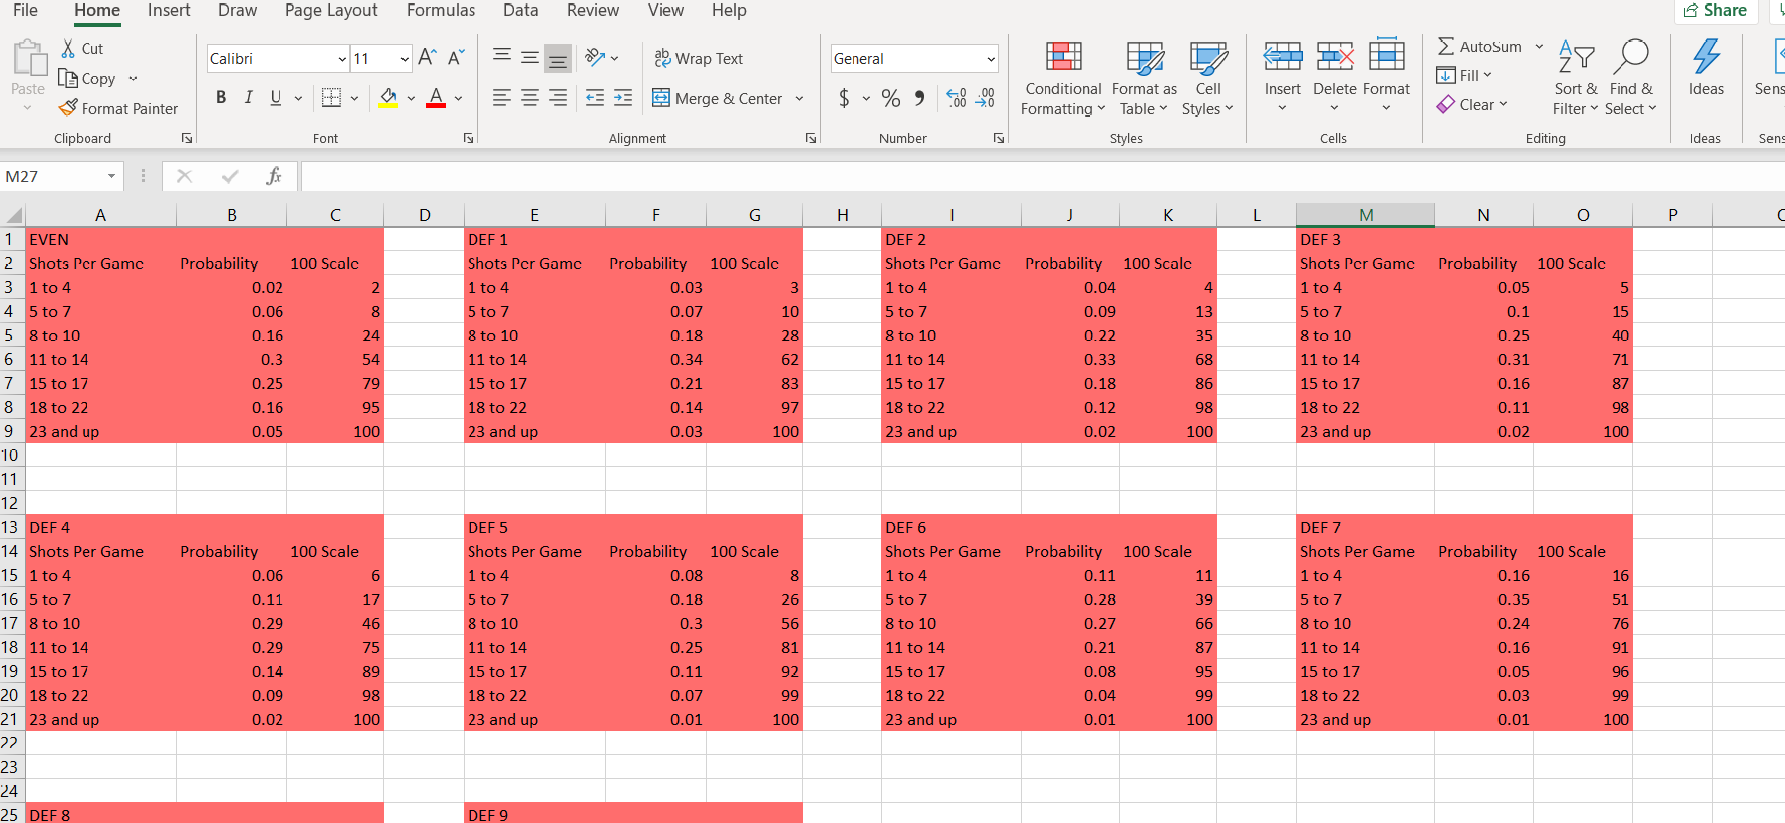 File Home Insert Draw Page Layout Formulas Data Review View Help Share
Paste Cut Copy Format Painter
Clipboard
Calibri 11 A A
B I U A
Font
ab Wrap Text
Merge & Center
Alignment
General
$ % , .00 .00
Number
Conditional Formatting Format as Table Cell Styles
Styles
Insert Delete Format
Cells
AutoSum
Fill
Clear
Sort & Filter Find & Select
Editing
Ideas
Ideas
Sens
Sens
M27 fx
A B C D E F G H I J K L M N O P
1 EVEN DEF 1 DEF 2 DEF 3
2 Shots Per Game Probability 100 Scale Shots Per Game Probability 100 Scale Shots Per Game Probability 100 Scale Shots Per Game Probability 100 Scale
3 1 to 4 0.02 2 1 to 4 0.03 3 1 to 4 0.04 4 1 to 4 0.05 5
4 5 to 7 0.06 8 5 to 7 0.07 10 5 to 7 0.09 13 5 to 7 0.1 15
5 8 to 10 0.16 24 8 to 10 0.18 28 8 to 10 0.22 35 8 to 10 0.25 40
6 11 to 14 0.3 54 11 to 14 0.34 62 11 to 14 0.33 68 11 to 14 0.31 71
7 15 to 17 0.25 79 15 to 17 0.21 83 15 to 17 0.18 86 15 to 17 0.16 87
8 18 to 22 0.16 95 18 to 22 0.14 97 18 to 22 0.12 98 18 to 22 0.11 98
9 23 and up 0.05 100 23 and up 0.03 100 23 and up 0.02 100 23 and up 0.02 100
10
11
12
13 DEF 4 DEF 5 DEF 6 DEF 7
14 Shots Per Game Probability 100 Scale Shots Per Game Probability 100 Scale Shots Per Game Probability 100 Scale Shots Per Game Probability 100 Scale
15 1 to 4 0.06 6 1 to 4 0.08 8 1 to 4 0.11 11 1 to 4 0.16 16
16 5 to 7 0.11 17 5 to 7 0.18 26 5 to 7 0.28 39 5 to 7 0.35 51
17 8 to 10 0.29 46 8 to 10 0.3 56 8 to 10 0.27 66 8 to 10 0.24 76
18 11 to 14 0.29 75 11 to 14 0.25 81 11 to 14 0.21 87 11 to 14 0.16 91
19 15 to 17 0.14 89 15 to 17 0.11 92 15 to 17 0.08 95 15 to 17 0.05 96
20 18 to 22 0.09 98 18 to 22 0.07 99 18 to 22 0.04 99 18 to 22 0.03 99
21 23 and up 0.02 100 23 and up 0.01 100 23 and up 0.01 100 23 and up 0.01 100
22
23
24
25 DEF 8 DEF 9